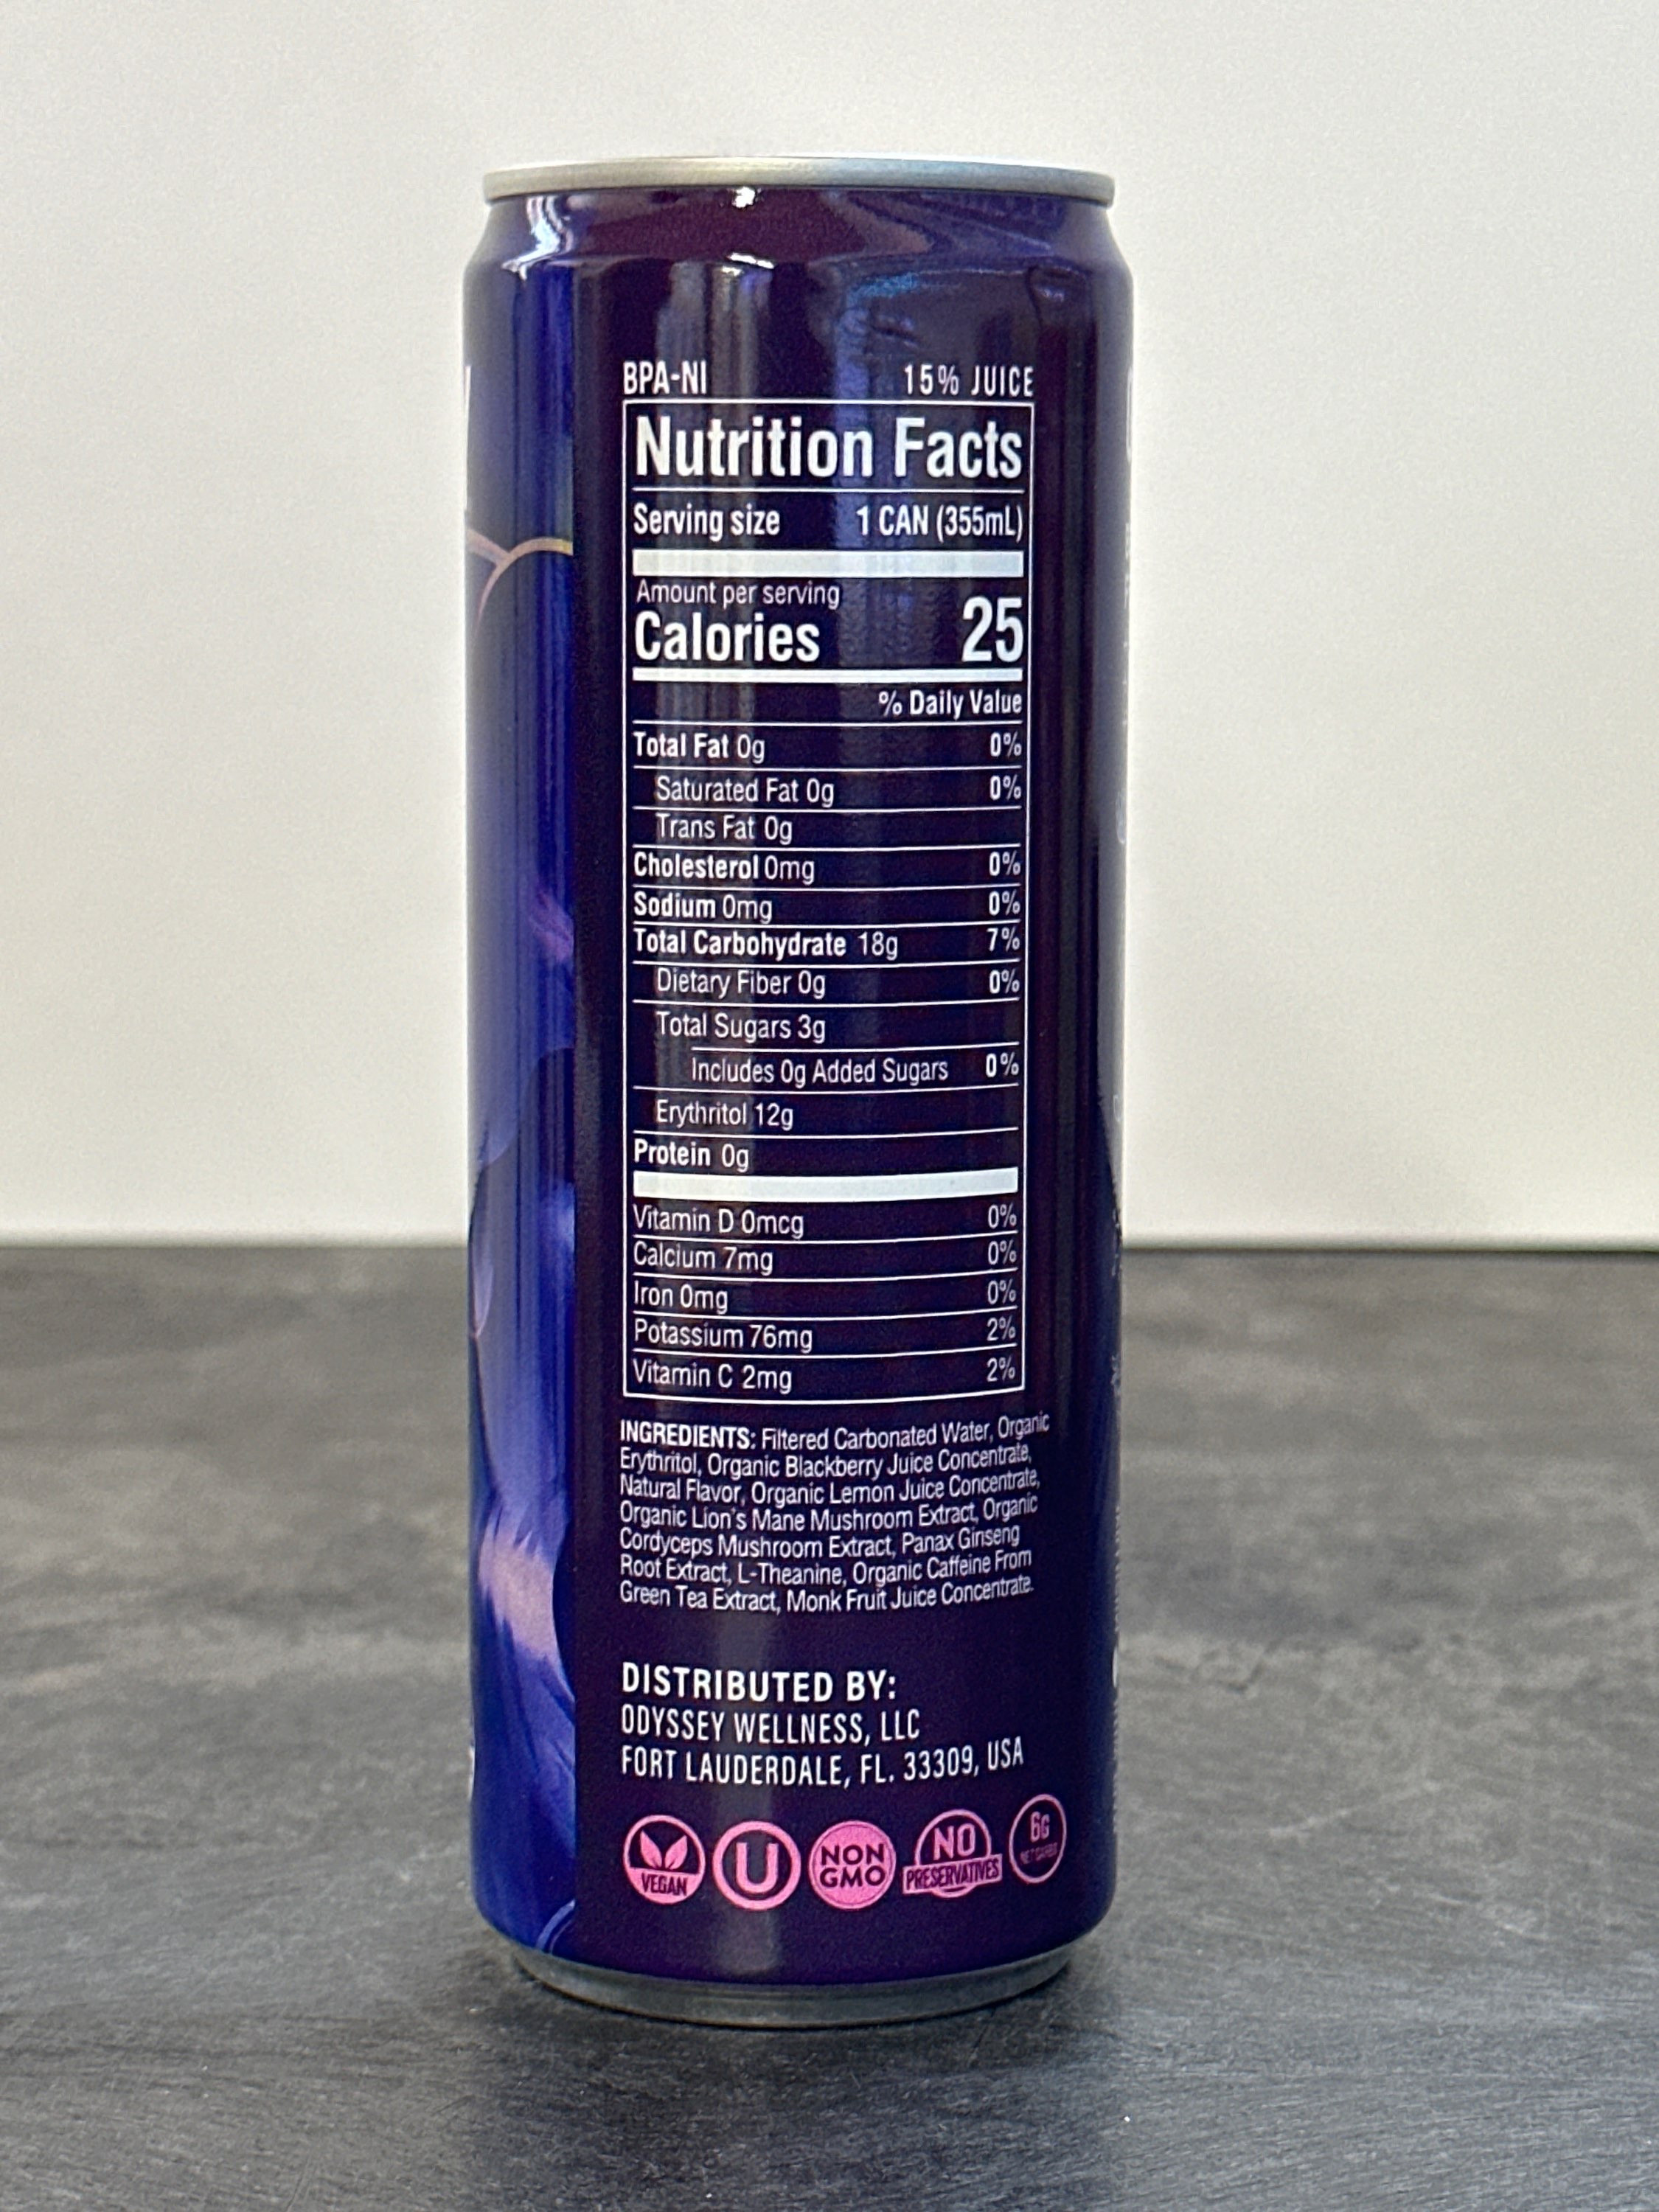 BPA-NI 15% JUICE
Nutrition Facts
Serving size 1 CAN (355mL)
Amount per serving
Calories 25
% Daily Value
Total Fat 0g 0%
Saturated Fat 0g 0%
Trans Fat 0g
Cholesterol 0mg 0%
Sodium 0mg 0%
Total Carbohydrate 18g 7%
Dietary Fiber 0g 0%
Total Sugars 3g
Includes 0g Added Sugars 0%
Erythritol 12g
Protein 0g
Vitamin D 0mcg 0%
Calcium 7mg 0%
Iron 0mg 0%
Potassium 76mg 2%
Vitamin C 2mg 2%
INGREDIENTS: Filtered Carbonated Water, Organic
Erythritol, Organic Blackberry Juice Concentrate,
Natural Flavor, Organic Lemon Juice Concentrate,
Organic Lion's Mane Mushroom Extract, Organic
Cordyceps Mushroom Extract, Panax Ginseng
Root Extract, L-Theanine, Organic Caffeine From
Green Tea Extract, Monk Fruit Juice Concentrate.
DISTRIBUTED BY:
ODYSSEY WELLNESS, LLC
FORT LAUDERDALE, FL. 33309, USA
VEGAN
U
NON
GMO
NO
PRESERVATIVES
6G
NET CARBS